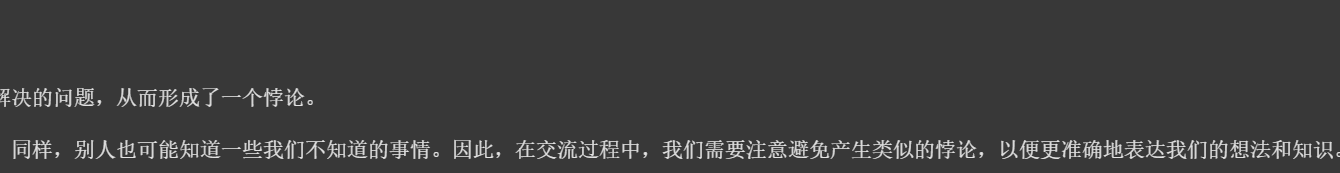 解决的问题，从而形成了一个悖论。
同样，别人也可能知道一些我们不知道的事情。因此，在交流过程中，我们需要注意避免产生类似的悖论，以便更准确地表达我们的想法和知识。